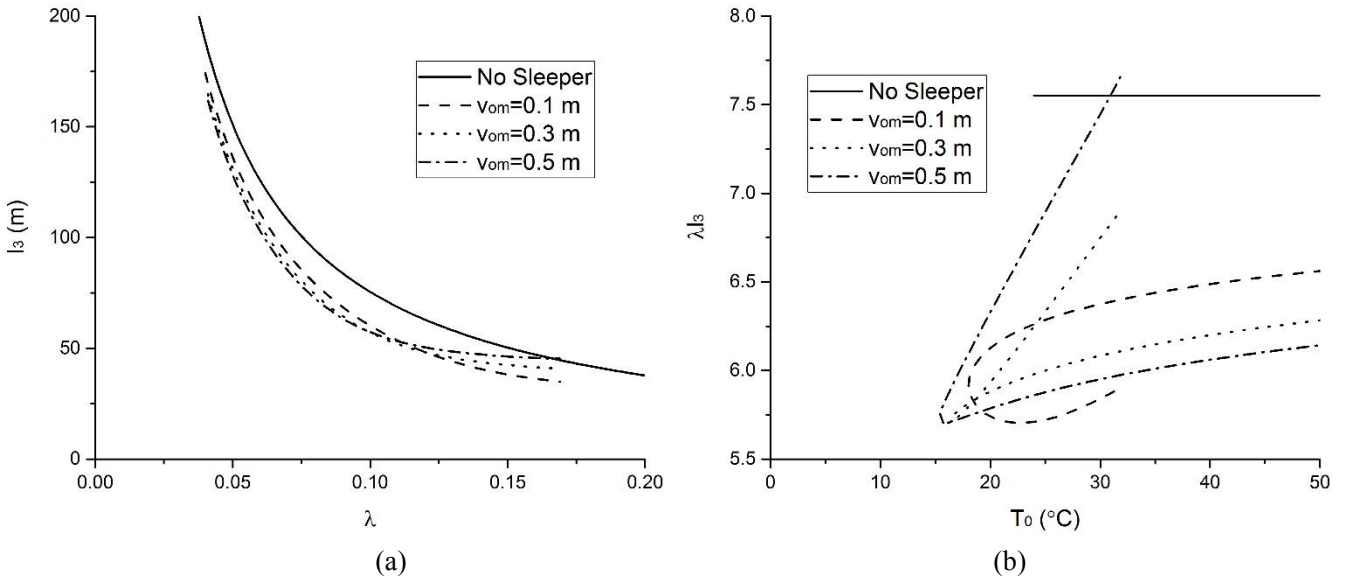 200
150
100
50
0
l₃ (m)
No Sleeper
vom=0.1 m
vom=0.3 m
vom=0.5 m
0.00
0.05
0.10
0.15
0.20
λ
(a)
8.0
7.5
7.0
6.5
6.0
5.5
λl₃
No Sleeper
vom=0.1 m
vom=0.3 m
vom=0.5 m
0
10
20
30
40
50
T₀ (°C)
(b)